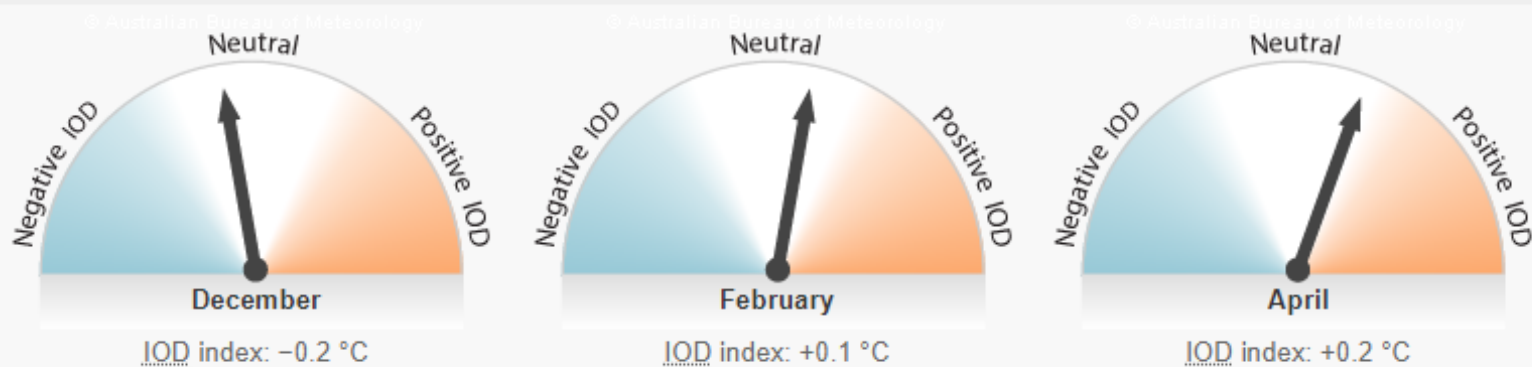 © Australian Bureau of Meteorology
© Australian Bureau of Meteorology
© Australian Bureau of Meteorology
Negative IOD
Neutral
Positive IOD
Negative IOD
Neutral
Positive IOD
Negative IOD
Neutral
Positive IOD
December
February
April
IOD index: −0.2 °C
IOD index: +0.1 °C
IOD index: +0.2 °C